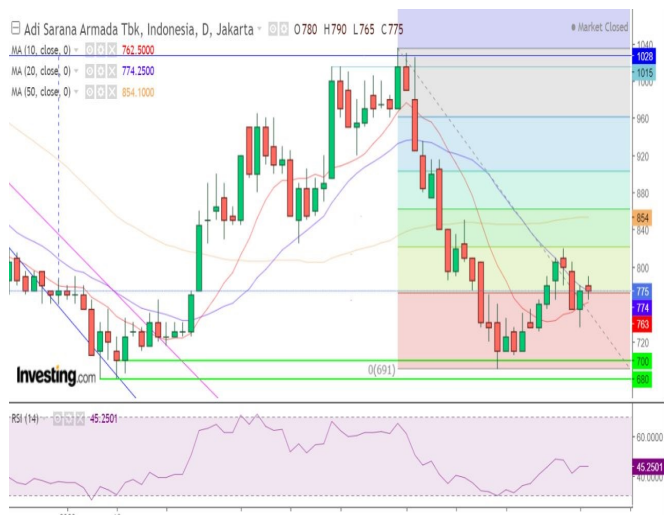 Adi Sarana Armada Tbk, Indonesia, D, Jakarta O780 H790 L765 C775
Market Closed
MA (10, close, 0) 762.5000
MA (20, close, 0) 774.2500
MA (50, close, 0) 854.1000
1040
1028
1015
1000
960
920
880
854
840
800
775
774
763
720
700
680
0(691)
Investing.com
RSI (14) 45.2501
60.0000
45.2501
40.0000